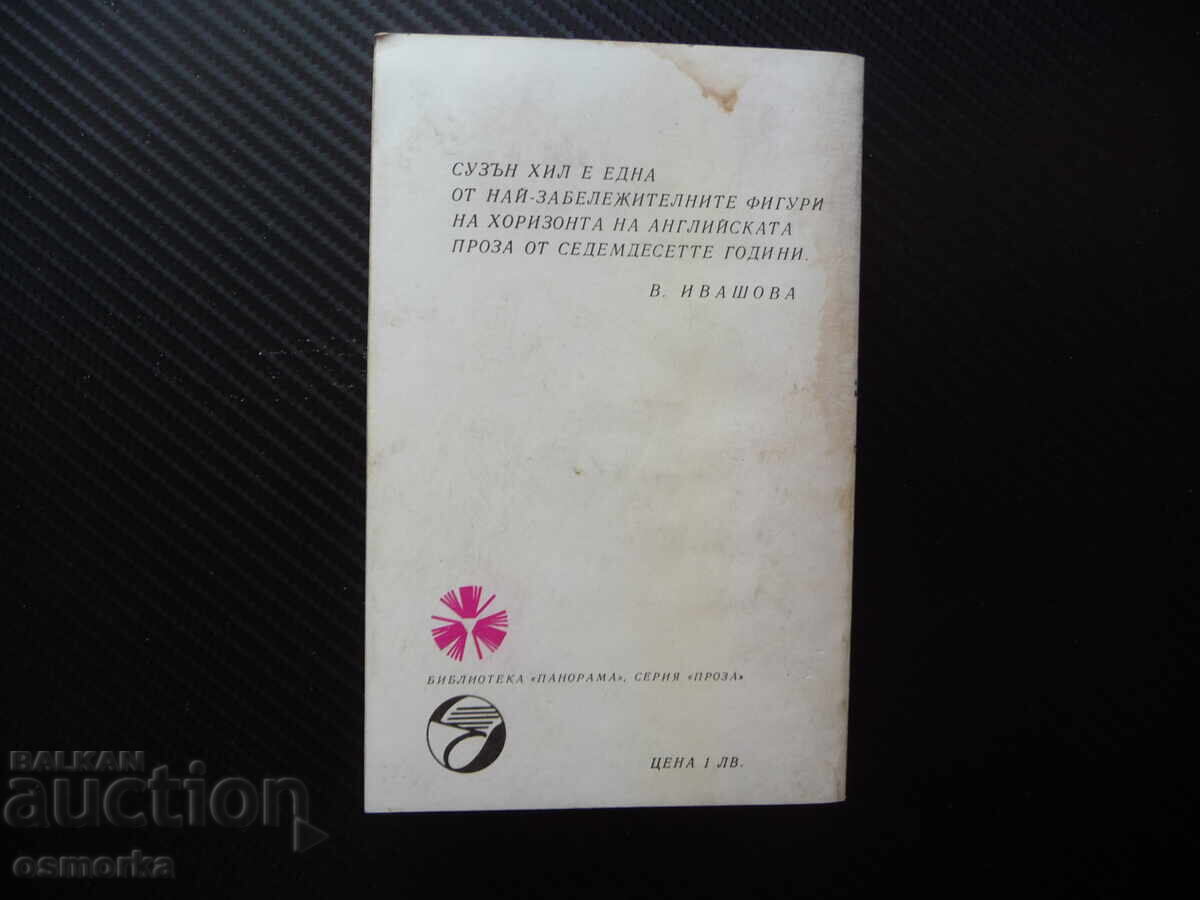 СУЗЪН ХИЛ Е ЕДНА
ОТ НАЙ-ЗАБЕЛЕЖИТЕЛНИТЕ ФИГУРИ
НА ХОРИЗОНТА НА АНГЛИЙСКАТА
ПРОЗА ОТ СЕДЕМДЕСЕТТЕ ГОДИНИ.
В. ИВАШОВА
БИБЛИОТЕКА «ПАНОРАМА», СЕРИЯ «ПРОЗА»
ЦЕНА 1 ЛВ.
BALKAN
auction
osmorka